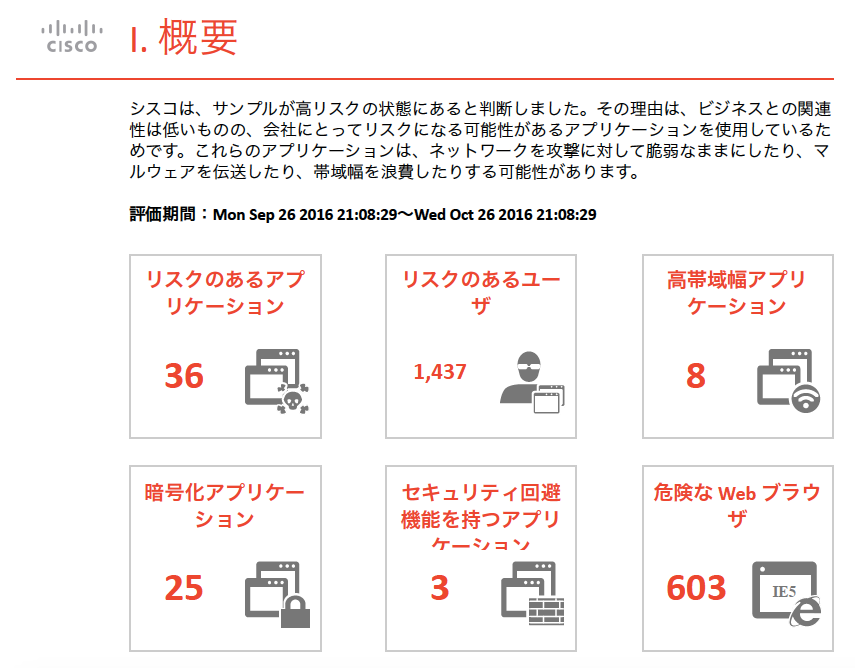 CISCO
I. 概要
シスコは、サンプルが高リスクの状態にあると判断しました。その理由は、ビジネスとの関連
性は低いものの、会社にとってリスクになる可能性があるアプリケーションを使用しているた
めです。これらのアプリケーションは、ネットワークを攻撃に対して脆弱なままにしたり、マ
ルウェアを伝送したり、帯域幅を浪費したりする可能性があります。
評価期間：Mon Sep 26 2016 21:08:29～Wed Oct 26 2016 21:08:29
リスクのあるアプ
リケーション
36
リスクのあるユー
ザ
1,437
高帯域幅アプリ
ケーション
8
暗号化アプリケー
ション
25
セキュリティ回避
機能を持つアプリ
ケーション
3
危険な Web ブラウ
ザ
603
IE5